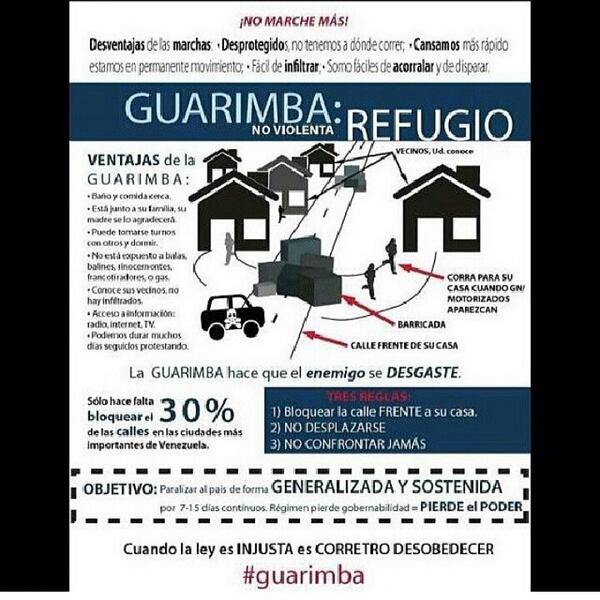 ¡NO MARCHE MÁS!
Desventajas de las marchas: • Desprotegidos, no tenemos a dónde correr; • Cansamos más rápido
estamos en permanente movimiento; • Fácil de infiltrar; • Somo fáciles de acorralar y de disparar.
GUARIMBA:
NO VIOLENTA
REFUGIO
VECINOS, Ud. conoce
VENTAJAS de la
GUARIMBA:
• Baño y comida cerca.
• Está junto a su familia, su
madre se lo agradecerá.
• Puede tomarse turnos
con otros y dormir.
• No está expuesto a balas,
balines, rinocerontes,
francotiradores, o gas.
• Conoce sus vecinos, no
hay infiltrados.
• Acceso a información:
radio, internet, TV.
• Podemos durar muchos
días seguidos protestando.
CORRA PARA SU
CASA CUANDO GN/
MOTORIZADOS
APAREZCAN
BARRICADA
CALLE FRENTE DE SU CASA
La GUARIMBA hace que el enemigo se DESGASTE.
Sólo hace falta
bloquear el 30%
de las calles en las ciudades más
importantes de Venezuela.
TRES REGLAS:
1) Bloquear la calle FRENTE a su casa.
2) NO DESPLAZARSE
3) NO CONFRONTAR JAMÁS
OBJETIVO: Paralizar al país de forma GENERALIZADA Y SOSTENIDA
por 7-15 días contínuos. Régimen pierde gobernabilidad = PIERDE el PODER
Cuando la ley es INJUSTA es CORRETRO DESOBEDECER
#guarimba